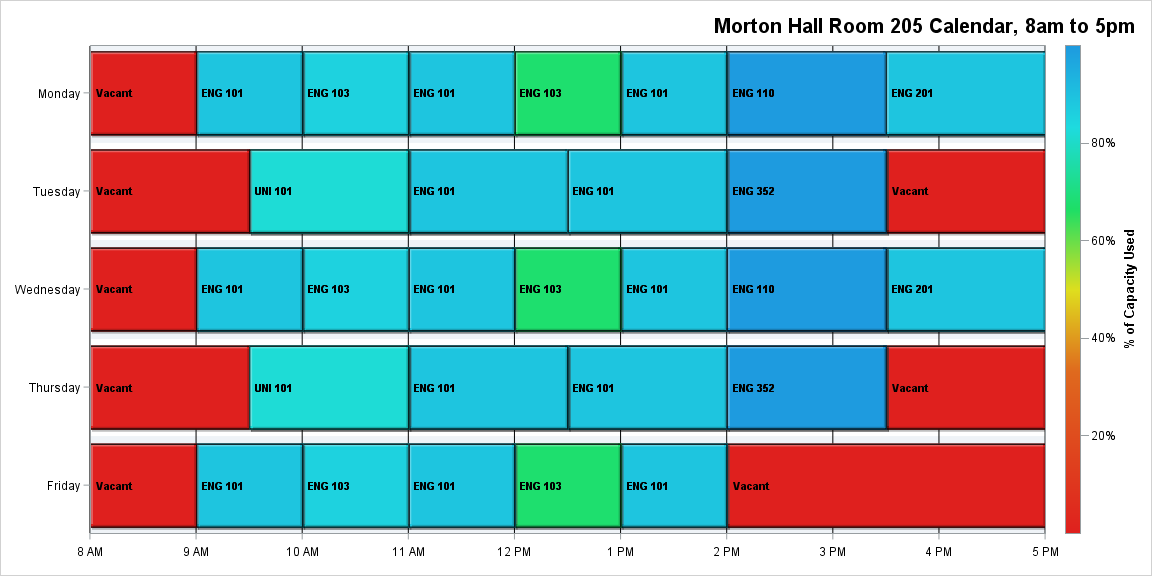 Morton Hall Room 205 Calendar, 8am to 5pm
Monday
Vacant
ENG 101
ENG 103
ENG 101
ENG 103
ENG 101
ENG 110
ENG 201
Tuesday
Vacant
UNI 101
ENG 101
ENG 101
ENG 352
Vacant
Wednesday
Vacant
ENG 101
ENG 103
ENG 101
ENG 103
ENG 101
ENG 110
ENG 201
Thursday
Vacant
UNI 101
ENG 101
ENG 101
ENG 352
Vacant
Friday
Vacant
ENG 101
ENG 103
ENG 101
ENG 103
ENG 101
Vacant
8 AM
9 AM
10 AM
11 AM
12 PM
1 PM
2 PM
3 PM
4 PM
5 PM
80%
60%
40%
20%
% of Capacity Used